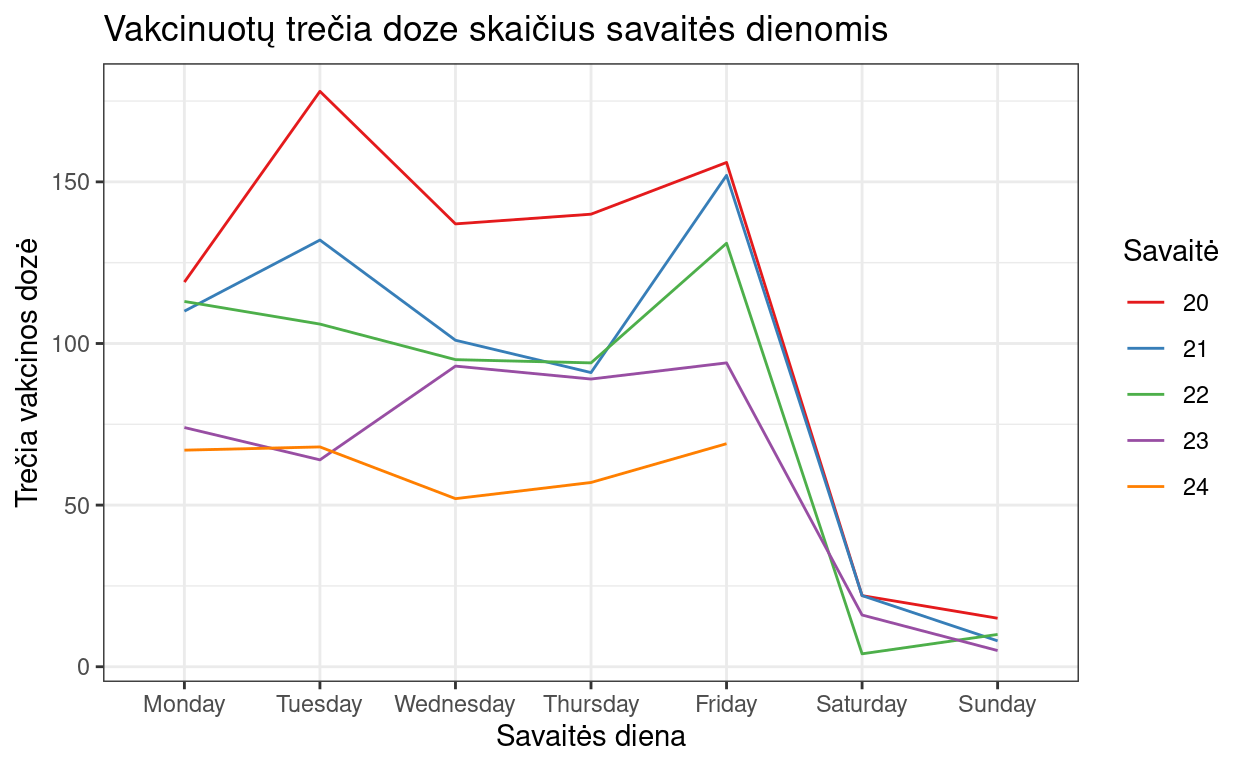 Vakcinuotų trečia doze skaičius savaitės dienomis
Trečia vakcinos dozė
150
100
50
0
Monday Tuesday Wednesday Thursday Friday Saturday Sunday
Savaitės diena
Savaitė
20
21
22
23
24